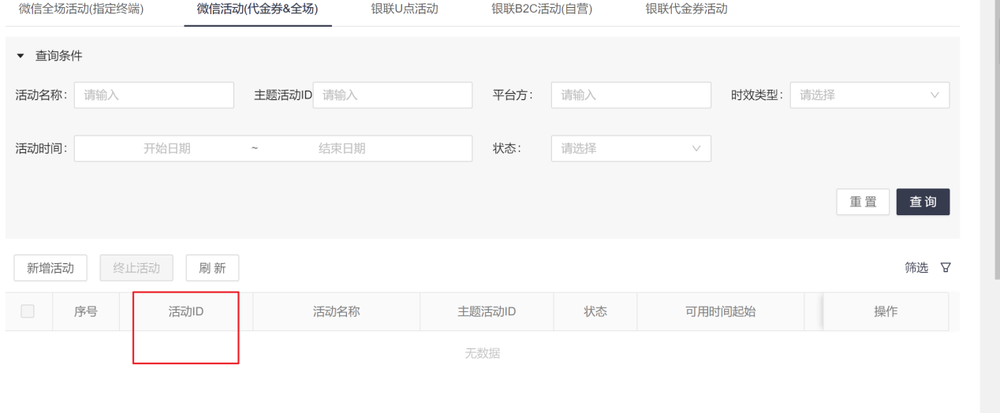 微信全场活动(指定终端) 微信活动(代金券&全场) 银联U点活动 银联B2C活动(自营) 银联代金券活动
查询条件
活动名称: 请输入 主题活动ID 请输入 平台方: 请输入 时效类型: 请选择
活动时间: 开始日期 ~ 结束日期 状态: 请选择
重 置 查 询
新增活动 终止活动 刷 新 筛选
序号 活动ID 活动名称 主题活动ID 状态 可用时间起始 操作
无数据